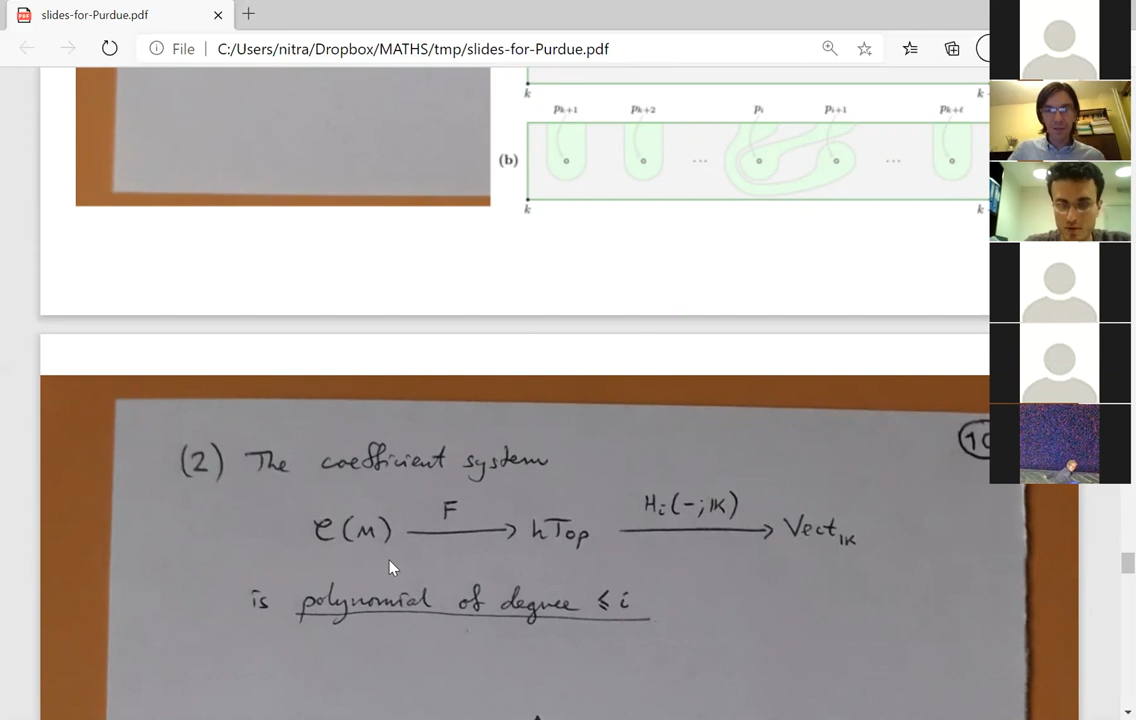 slides-for-Purdue.pdf
File C:/Users/nitra/Dropbox/MATHS/tmp/slides-for-Purdue.pdf
k k
p_{k+1} p_{k+2} p_i p_{i+1} p_{k+ℓ}
(b) ... ...
k k
(2) The coefficient system
C(M) F→ hTop H_i(-;K)→ Vect_K
is polynomial of degree ≤ i